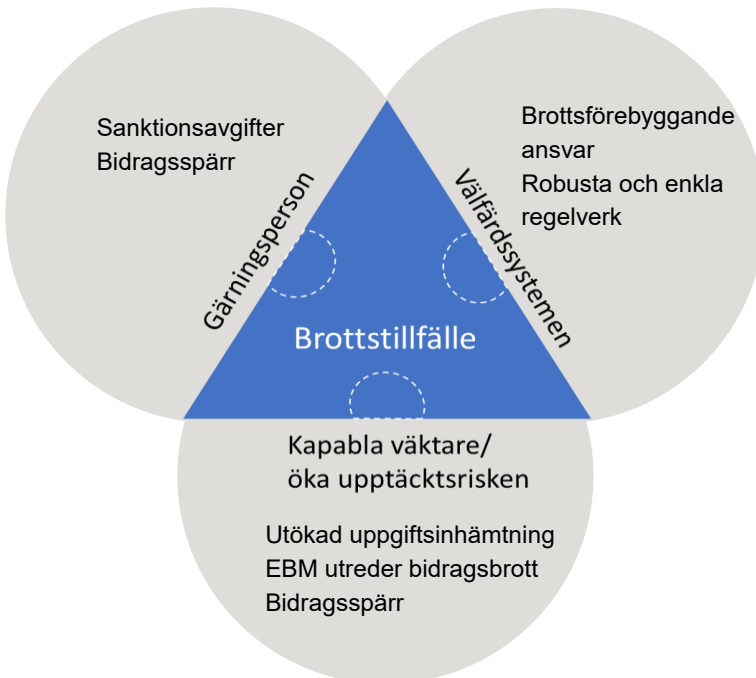 Sanktionsavgifter
Bidragsspärr
Gärningsperson
Brottsförebyggande
ansvar
Robusta och enkla
regelverk
Välfärdssystemen
Brottstillfälle
Kapabla väktare/
öka upptäcktsrisken
Utökad uppgiftsinhämtning
EBM utreder bidragsbrott
Bidragsspärr